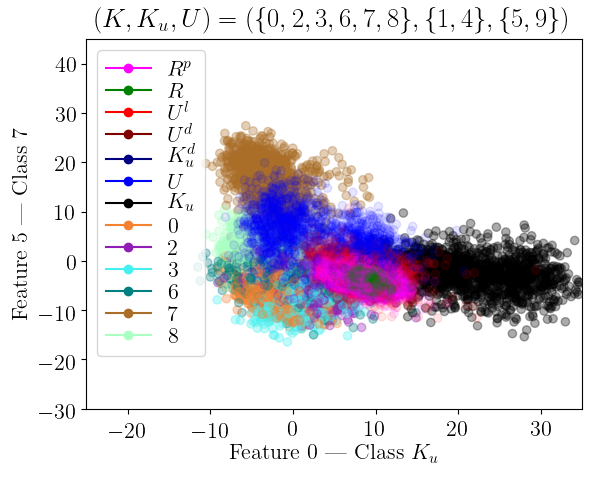 (K, K_u, U) = ({0, 2, 3, 6, 7, 8}, {1, 4}, {5, 9})
Feature 5 — Class 7
40
30
20
10
0
−10
−20
−30
R^p
R
U^l
U^d
K_u^d
U
K_u
0
2
3
6
7
8
−20
−10
0
10
20
30
Feature 0 — Class K_u